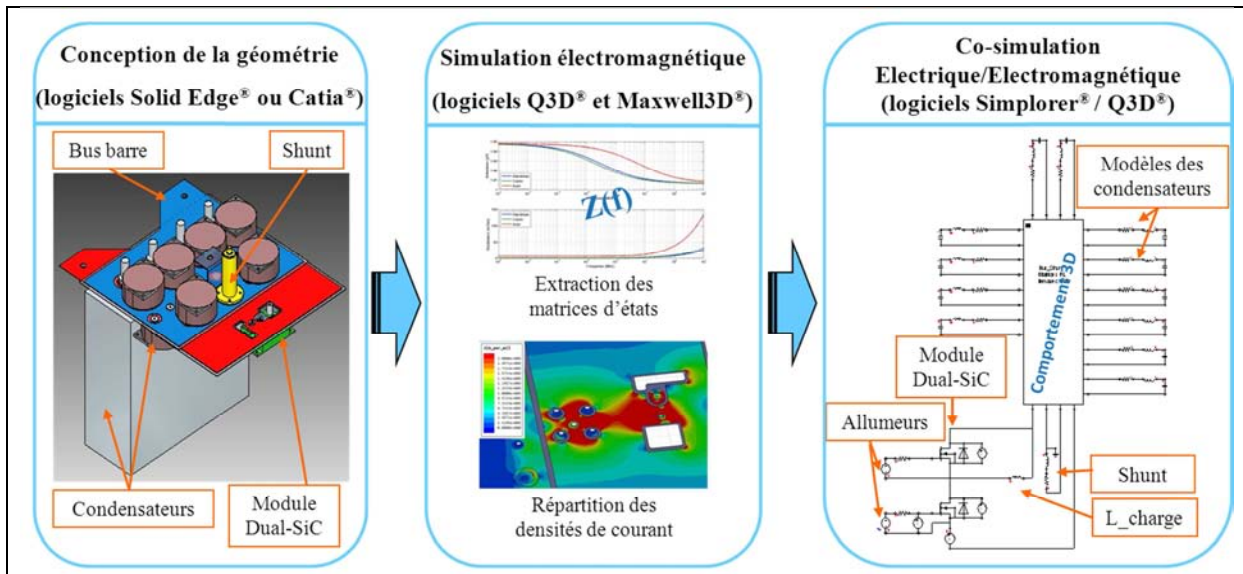 Conception de la géométrie
(logiciels Solid Edge® ou Catia®)
Bus barre
Shunt
Condensateurs
Module
Dual-SiC
Simulation électromagnétique
(logiciels Q3D® et Maxwell3D®)
Z(f)
Extraction des
matrices d'états
Répartition des
densités de courant
Co-simulation
Electrique/Electromagnétique
(logiciels Simplorer® / Q3D®)
Modèles des
condensateurs
Comportement 3D
Module
Dual-SiC
Allumeurs
Shunt
L_charge